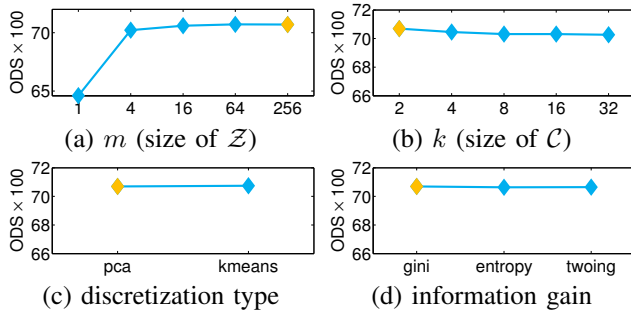 ODS × 100
70
65
1 4 16 64 256
(a) m (size of Z)
ODS × 100
72
70
68
66
2 4 8 16 32
(b) k (size of C)
ODS × 100
72
70
68
66
pca kmeans
(c) discretization type
ODS × 100
72
70
68
66
gini entropy twoing
(d) information gain